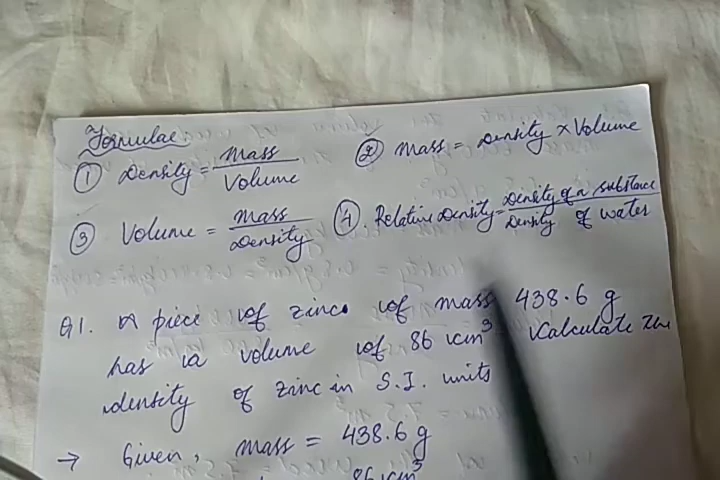 Formulae:
① Density = Mass / Volume
② Mass = Density × Volume
③ Volume = Mass / Density
④ Relative Density = Density of a substance / Density of water
Q1. A piece of zinc of mass 438.6 g
has a volume of 86 cm³ Calculate the
density of zinc in S.I. units
→ Given, mass = 438.6 g
86 cm³